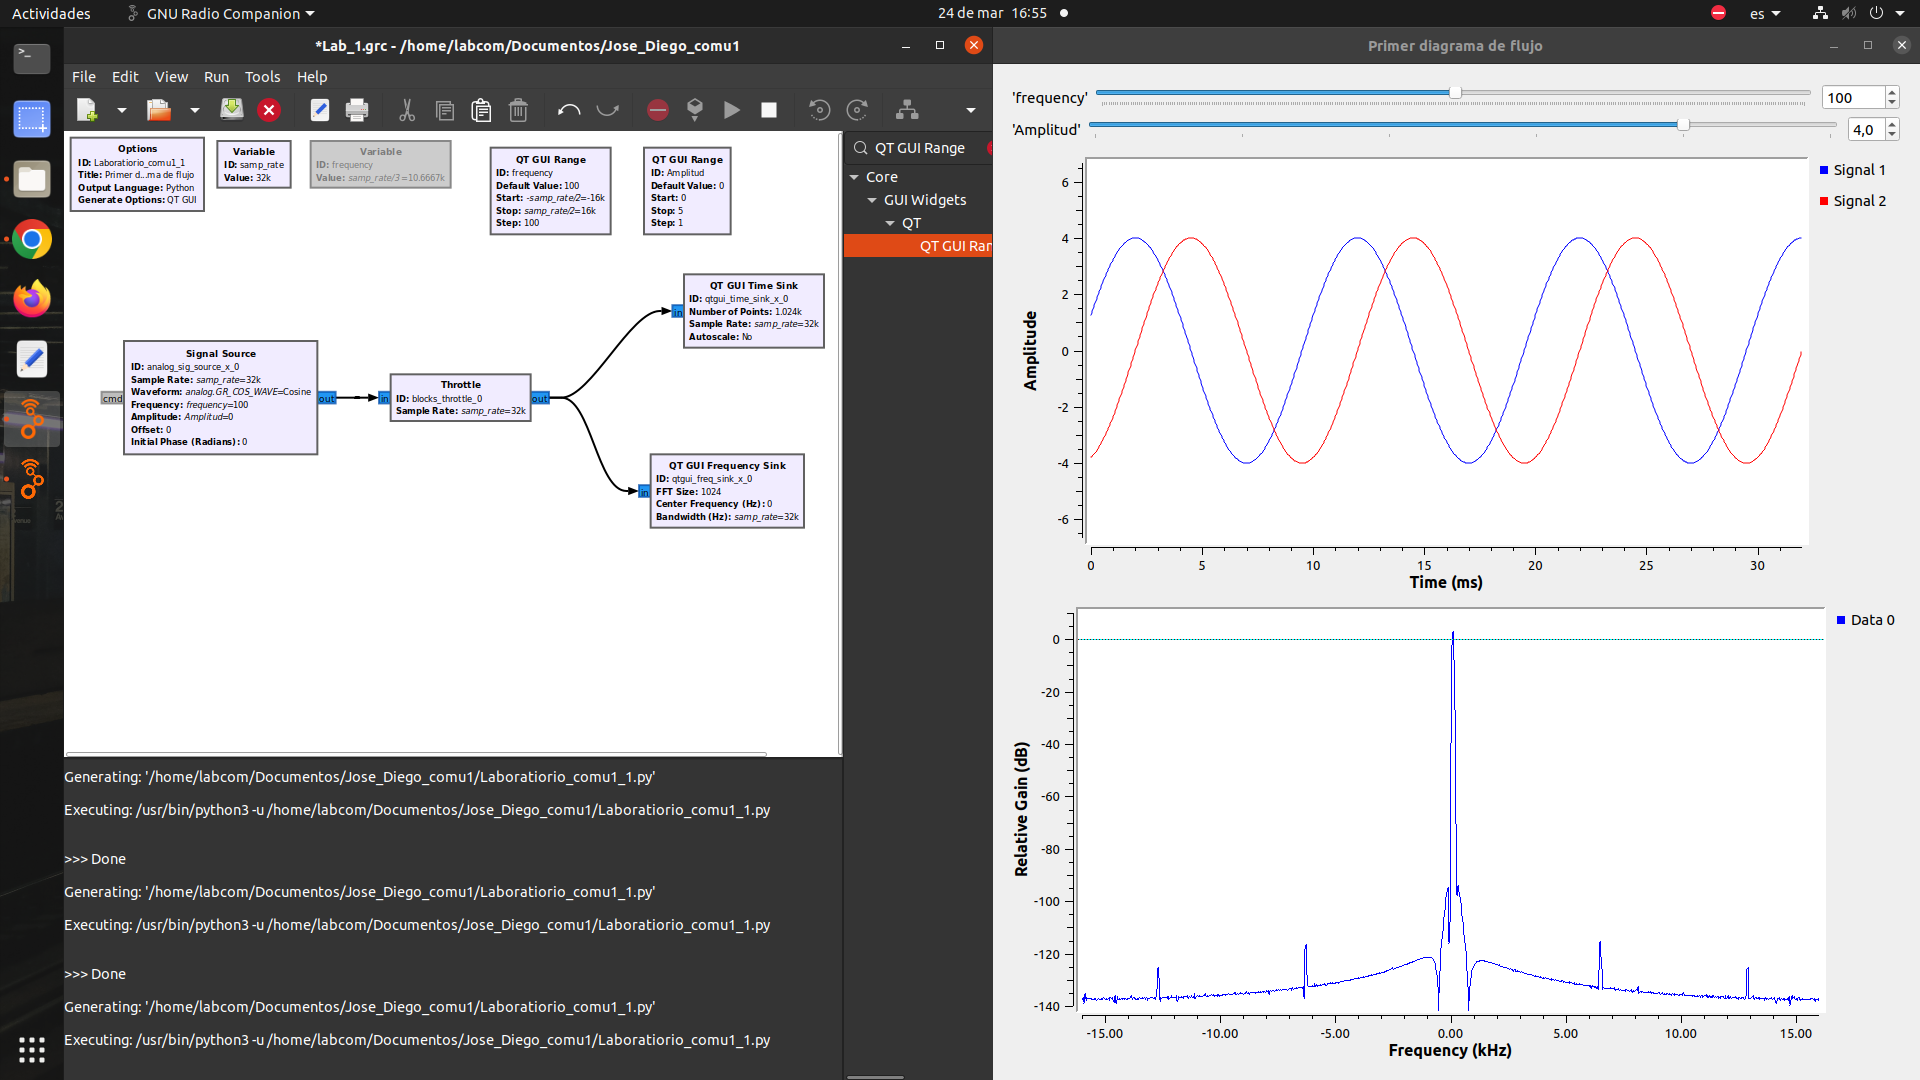 Actividades
GNU Radio Companion
24 de mar 16:55
es
*Lab_1.grc - /home/labcom/Documentos/Jose_Diego_comu1
File Edit View Run Tools Help
Options
ID: Laboratiorio_comu1_1
Title: Primer d...ma de flujo
Output Language: Python
Generate Options: QT GUI
Variable
ID: samp_rate
Value: 32k
Variable
ID: frequency
Value: samp_rate/3=10.6667k
QT GUI Range
ID: frequency
Default Value: 100
Start: -samp_rate/2=-16k
Stop: samp_rate/2=16k
Step: 100
QT GUI Range
ID: Amplitud
Default Value: 0
Start: 0
Stop: 5
Step: 1
QT GUI Time Sink
ID: qtgui_time_sink_x_0
Number of Points: 1.024k
Sample Rate: samp_rate=32k
Autoscale: No
in
Signal Source
ID: analog_sig_source_x_0
Sample Rate: samp_rate=32k
Waveform: analog.GR_COS_WAVE=Cosine
Frequency: frequency=100
Amplitude: Amplitud=0
Offset: 0
Initial Phase (Radians): 0
cmd
out
Throttle
ID: blocks_throttle_0
Sample Rate: samp_rate=32k
in
out
QT GUI Frequency Sink
ID: qtgui_freq_sink_x_0
FFT Size: 1024
Center Frequency (Hz): 0
Bandwidth (Hz): samp_rate=32k
in
QT GUI Range
Core
GUI Widgets
QT
QT GUI Ran
Generating: '/home/labcom/Documentos/Jose_Diego_comu1/Laboratiorio_comu1_1.py'
Executing: /usr/bin/python3 -u /home/labcom/Documentos/Jose_Diego_comu1/Laboratiorio_comu1_1.py
>>> Done
Generating: '/home/labcom/Documentos/Jose_Diego_comu1/Laboratiorio_comu1_1.py'
Executing: /usr/bin/python3 -u /home/labcom/Documentos/Jose_Diego_comu1/Laboratiorio_comu1_1.py
>>> Done
Generating: '/home/labcom/Documentos/Jose_Diego_comu1/Laboratiorio_comu1_1.py'
Executing: /usr/bin/python3 -u /home/labcom/Documentos/Jose_Diego_comu1/Laboratiorio_comu1_1.py
Primer diagrama de flujo
'frequency' 100
'Amplitud' 4,0
Signal 1
Signal 2
Amplitude
6
4
2
0
-2
-4
-6
0 5 10 15 20 25 30
Time (ms)
Data 0
Relative Gain (dB)
0
-20
-40
-60
-80
-100
-120
-140
-15.00 -10.00 -5.00 0.00 5.00 10.00 15.00
Frequency (kHz)